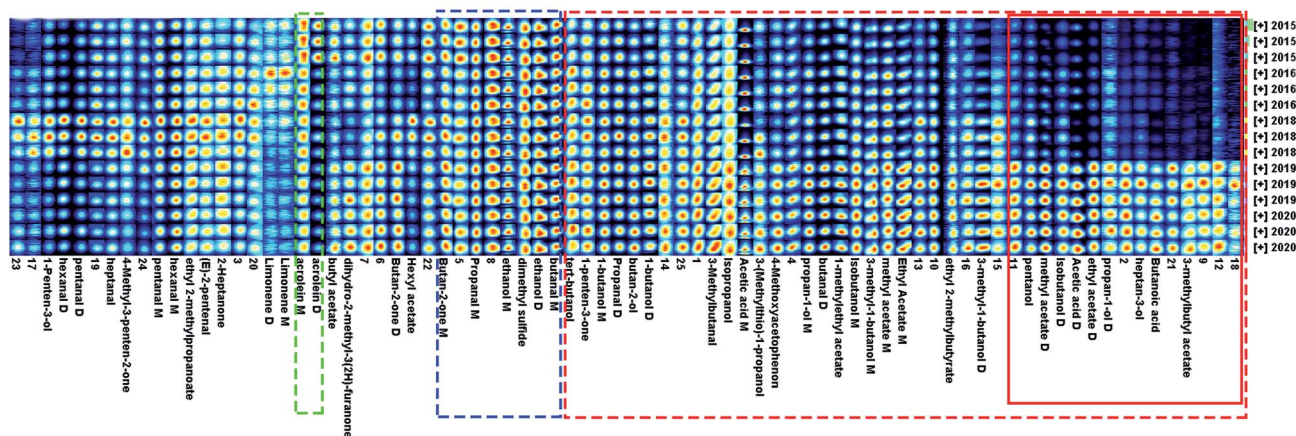 [+] 2015
[+] 2015
[+] 2015
[+] 2016
[+] 2016
[+] 2016
[+] 2018
[+] 2018
[+] 2018
[+] 2019
[+] 2019
[+] 2019
[+] 2020
[+] 2020
[+] 2020
23
17
1-Penten-3-ol
hexanal D
pentanal D
19
heptanal
4-Methyl-3-penten-2-one
24
pentanal M
hexanal M
ethyl 2-methylpropanoate
(E)-2-pentenal
2-Heptanone
3
20
Limonene D
Limonene M
acrolein M
acrolein D
butyl acetate
dihydro-2-methyl-3(2H)-furanone
7
6
Butan-2-one D
Hexyl acetate
22
Butan-2-one M
5
Propanal M
8
ethanol M
dimethyl sulfide
ethanol D
butanal M
tert-butanol
1-penten-3-one
1-butanol M
Propanal D
butan-2-ol
1-butanol D
14
25
1
3-Methylbutanal
Isopropanol
Acetic acid M
3-(Methylthio)-1-propanol
4-Methoxyacetophenon
4
propan-1-ol M
butanal D
1-methylethyl acetate
Isobutanol M
3-methyl-1-butanol M
methyl acetate M
Ethyl Acetate M
13
10
ethyl 2-methylbutyrate
16
3-methyl-1-butanol D
15
11
pentanol
methyl acetate D
Isobutanol D
Acetic acid D
ethyl acetate D
propan-1-ol D
2
heptan-3-ol
Butanoic acid
21
3-methylbutyl acetate
9
12
18